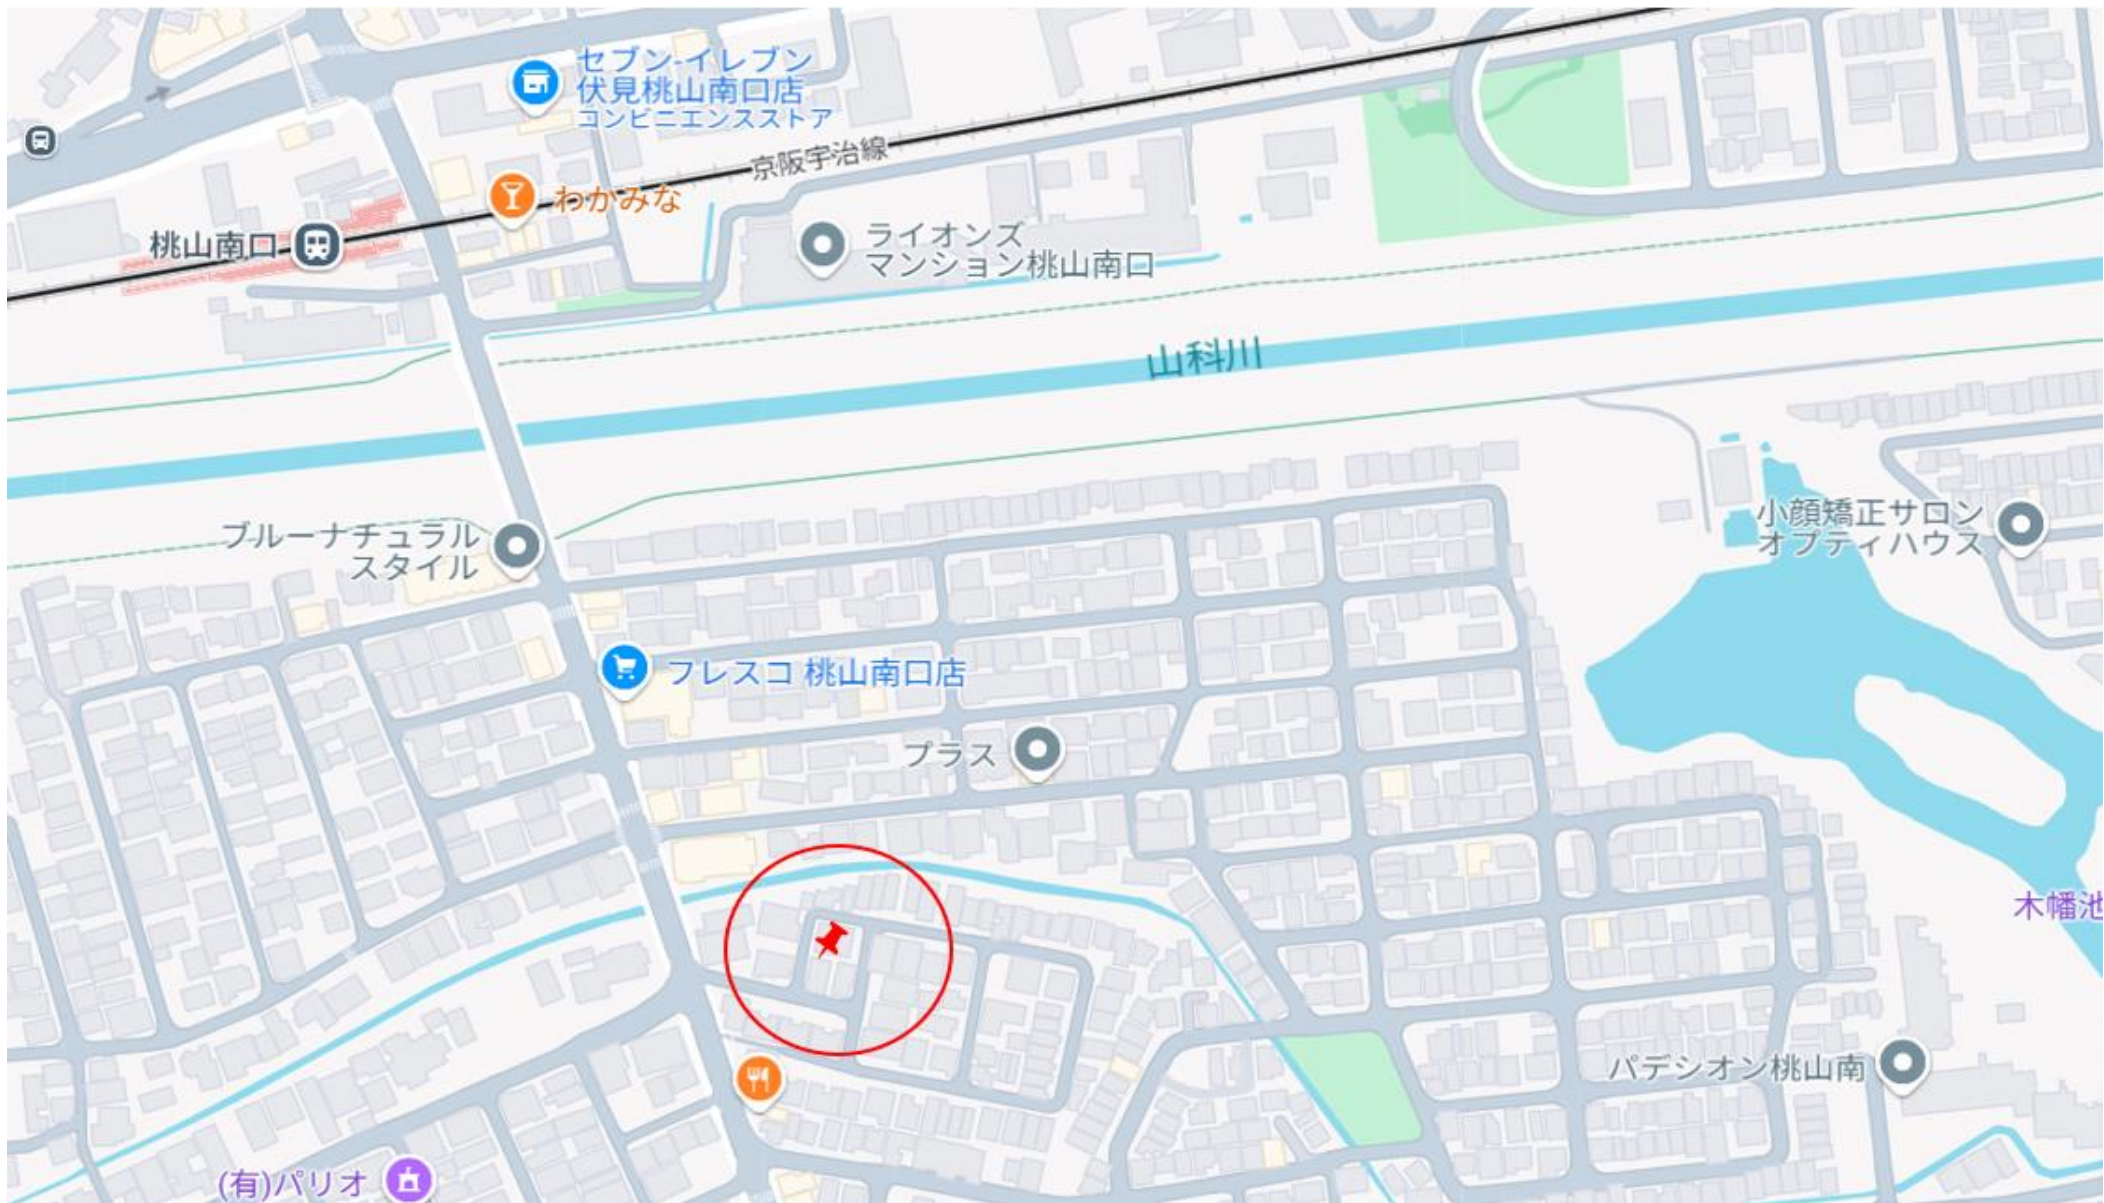 セブン-イレブン
伏見桃山南口店
コンビニエンスストア
京阪宇治線
わかみな
桃山南口
ライオンズ
マンション桃山南口
山科川
ブルーナチュラル
スタイル
小顔矯正サロン
オプティハウス
フレスコ 桃山南口店
プラス
木幡池
パデシオン桃山南
(有)パリオ